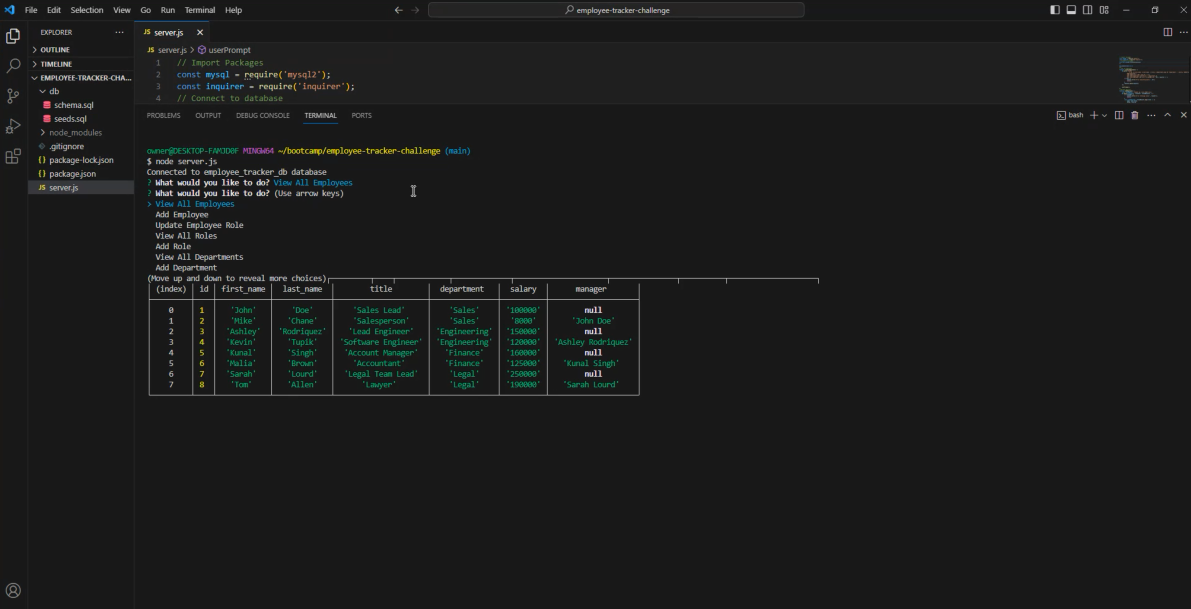 File Edit Selection View Go Run Terminal Help
employee-tracker-challenge
EXPLORER
OUTLINE
TIMELINE
EMPLOYEE-TRACKER-CHA...
db
schema.sql
seeds.sql
node_modules
.gitignore
{} package-lock.json
{} package.json
JS server.js
JS server.js
JS server.js > userPrompt
1 // Import Packages
2 const mysql = require('mysql2');
3 const inquirer = require('inquirer');
4 // Connect to database
PROBLEMS OUTPUT DEBUG CONSOLE TERMINAL PORTS
bash
owner@DESKTOP-FAMJD8F MINGW64 ~/bootcamp/employee-tracker-challenge (main)
$ node server.js
Connected to employee_tracker_db database
? What would you like to do? View All Employees
? What would you like to do? (Use arrow keys)
> View All Employees
Add Employee
Update Employee Role
View All Roles
Add Role
View All Departments
Add Department
(Move up and down to reveal more choices)
(index) id first_name last_name title department salary manager
0 1 'John' 'Doe' 'Sales Lead' 'Sales' '100000' null
1 2 'Mike' 'Chane' 'Salesperson' 'Sales' '8000' 'John Doe'
2 3 'Ashley' 'Rodriquez' 'Lead Engineer' 'Engineering' '150000' null
3 4 'Kevin' 'Tupik' 'Software Engineer' 'Engineering' '120000' 'Ashley Rodriquez'
4 5 'Kunal' 'Singh' 'Account Manager' 'Finance' '160000' null
5 6 'Malia' 'Brown' 'Accountant' 'Finance' '125000' 'Kunal Singh'
6 7 'Sarah' 'Lourd' 'Legal Team Lead' 'Legal' '250000' null
7 8 'Tom' 'Allen' 'Lawyer' 'Legal' '190000' 'Sarah Lourd'